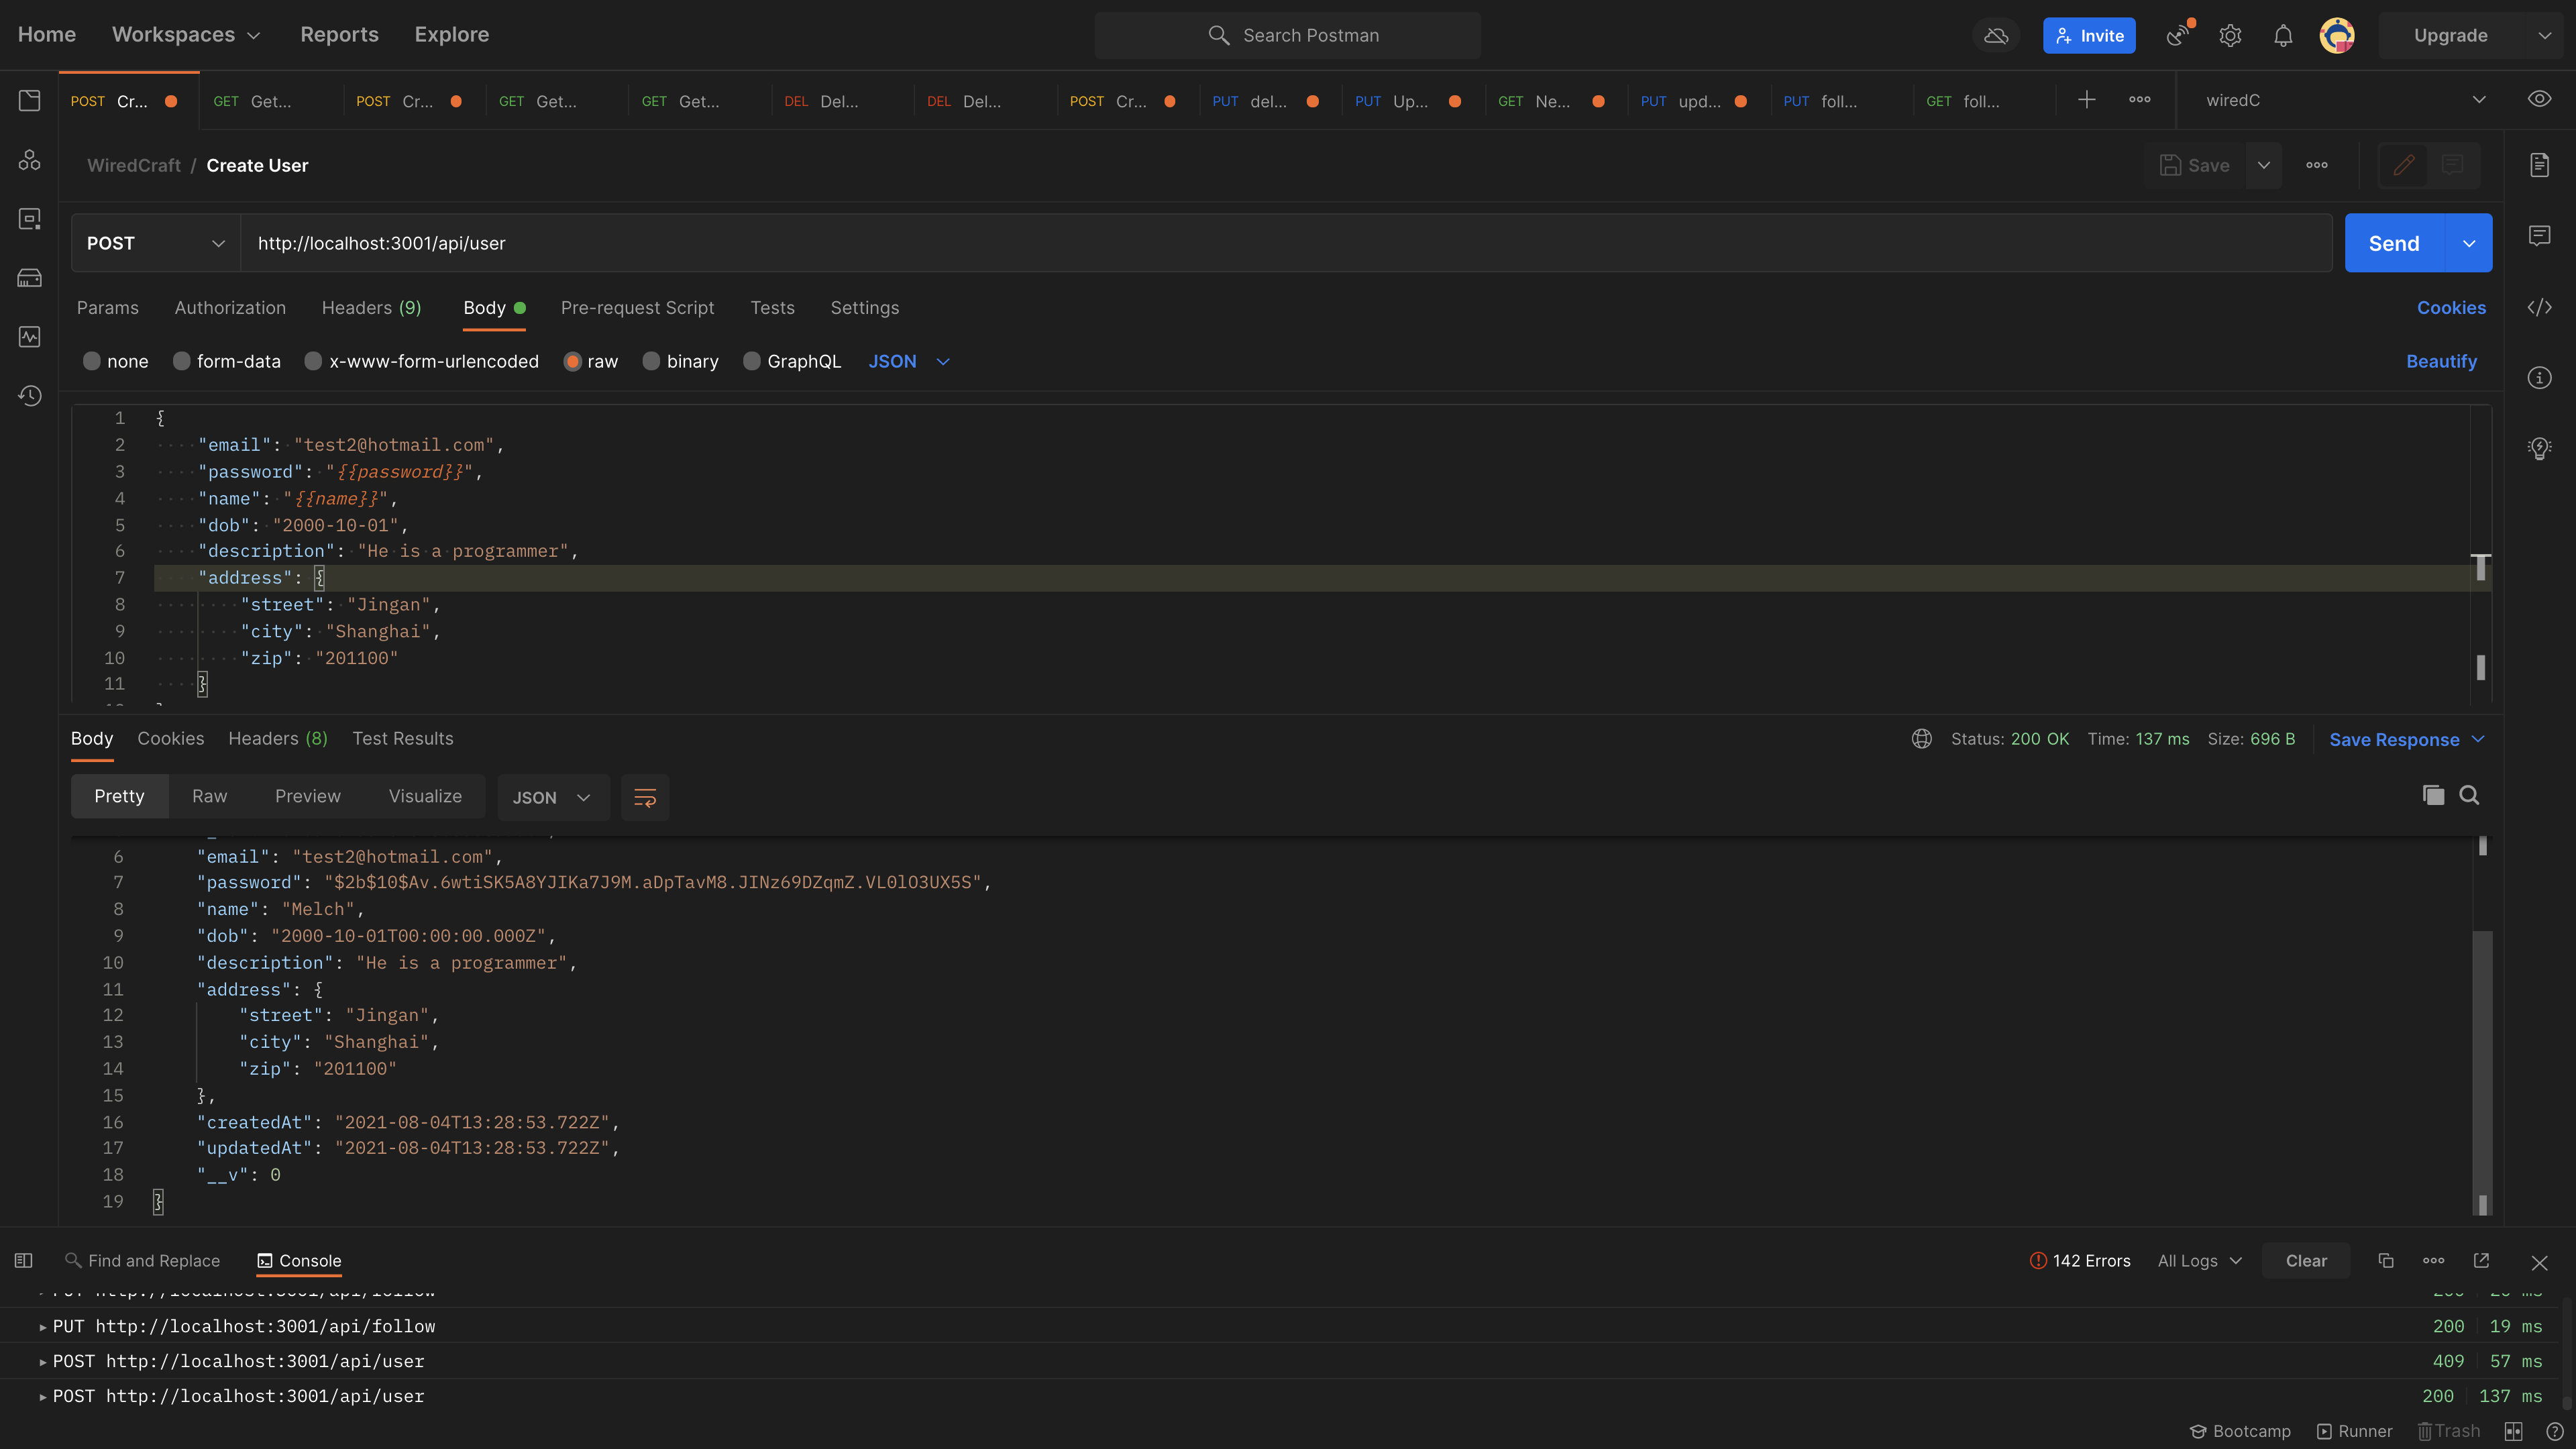 Home Workspaces Reports Explore Search Postman Invite Upgrade
POST Cr... GET Get... POST Cr... GET Get... GET Get... DEL Del... DEL Del... POST Cr... PUT del... PUT Up... GET Ne... PUT upd... PUT foll... GET foll... wiredC
WiredCraft / Create User Save
POST http://localhost:3001/api/user Send
Params Authorization Headers (9) Body Pre-request Script Tests Settings Cookies
none form-data x-www-form-urlencoded raw binary GraphQL JSON Beautify
1 {
2 "email": "test2@hotmail.com",
3 "password": "{{password}}",
4 "name": "{{name}}",
5 "dob": "2000-10-01",
6 "description": "He is a programmer",
7 "address": {
8 "street": "Jingan",
9 "city": "Shanghai",
10 "zip": "201100"
11 }
Body Cookies Headers (8) Test Results Status: 200 OK Time: 137 ms Size: 696 B Save Response
Pretty Raw Preview Visualize JSON
6 "email": "test2@hotmail.com",
7 "password": "$2b$10$Av.6wtiSK5A8YJIKa7J9M.aDpTavM8.JINz69DZqmZ.VL0lO3UX5S",
8 "name": "Melch",
9 "dob": "2000-10-01T00:00:00.000Z",
10 "description": "He is a programmer",
11 "address": {
12 "street": "Jingan",
13 "city": "Shanghai",
14 "zip": "201100"
15 },
16 "createdAt": "2021-08-04T13:28:53.722Z",
17 "updatedAt": "2021-08-04T13:28:53.722Z",
18 "__v": 0
19 }
Find and Replace Console 142 Errors All Logs Clear
PUT http://localhost:3001/api/follow 200 19 ms
POST http://localhost:3001/api/user 409 57 ms
POST http://localhost:3001/api/user 200 137 ms
Bootcamp Runner Trash